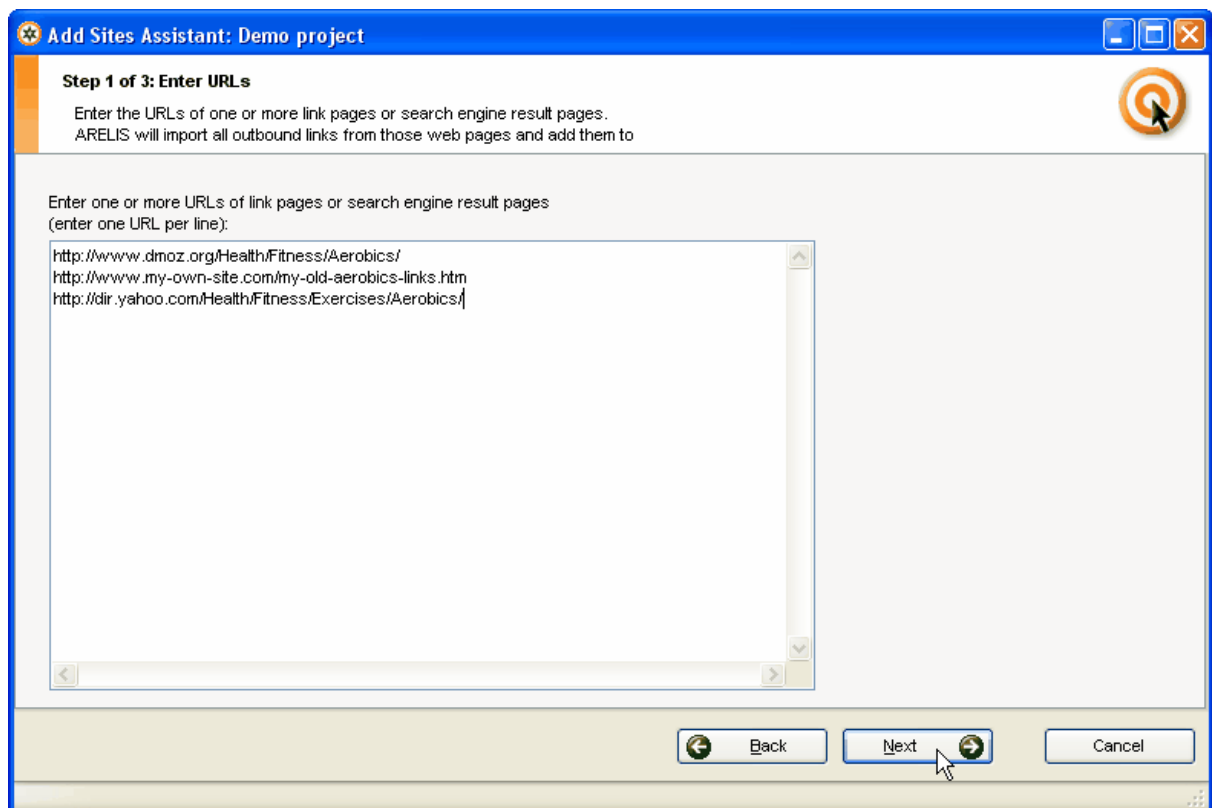 Add Sites Assistant: Demo project
Step 1 of 3: Enter URLs
Enter the URLs of one or more link pages or search engine result pages.
ARELIS will import all outbound links from those web pages and add them to
Enter one or more URLs of link pages or search engine result pages
(enter one URL per line):
http://www.dmoz.org/Health/Fitness/Aerobics/
http://www.my-own-site.com/my-old-aerobics-links.htm
http://dir.yahoo.com/Health/Fitness/Exercises/Aerobics/
Back Next Cancel